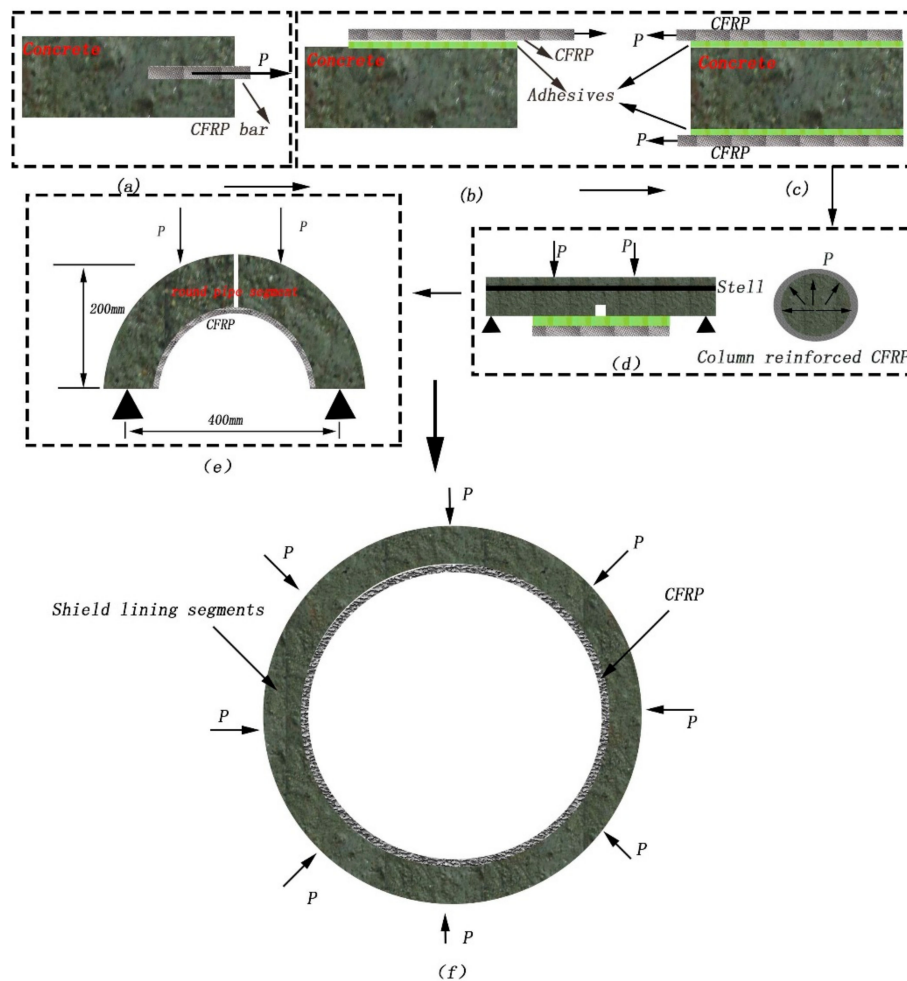 Concrete
P
CFRP bar
(a)
Concrete
CFRP
Adhesives
(b)
CFRP
P
Concrete
P
CFRP
(c)
P
P
Stell
P
Column reinforced CFRP
(d)
P
P
200mm
round pipe segment
CFRP
400mm
(e)
P
P
P
Shield lining segments
CFRP
P
P
P
P
P
(f)